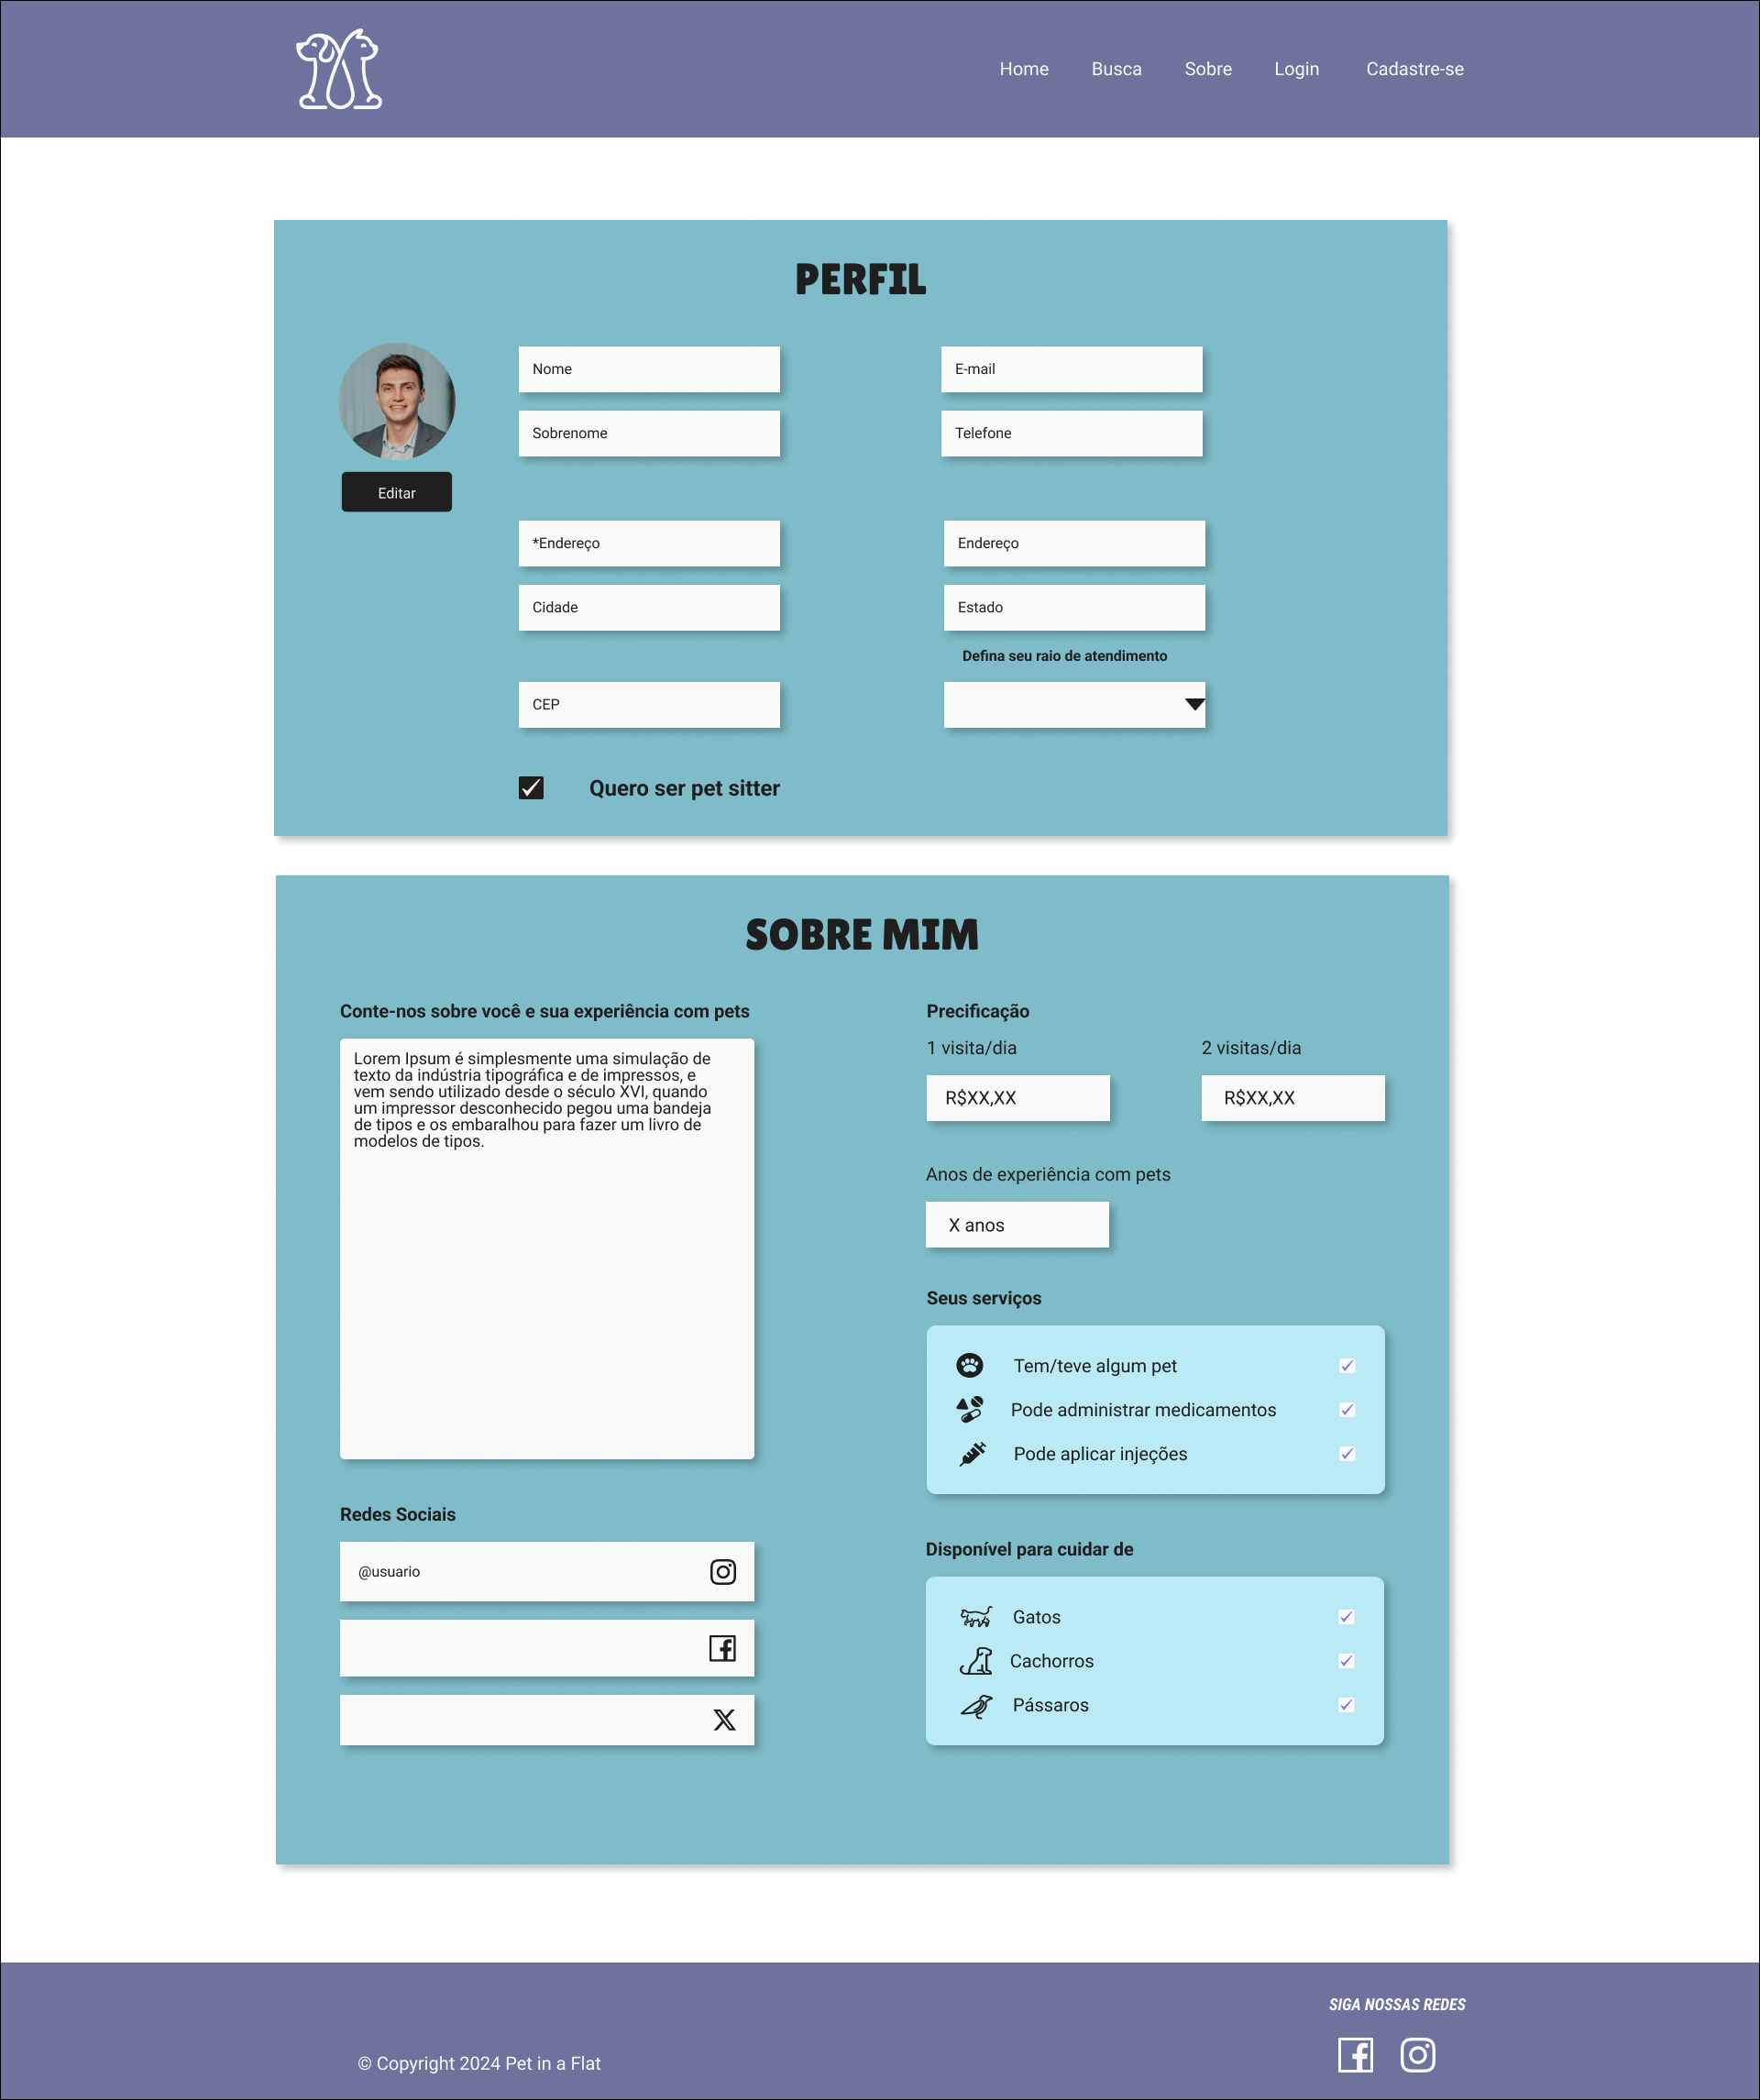 Home Busca Sobre Login Cadastre-se
PERFIL
Nome
E-mail
Sobrenome
Telefone
Editar
*Endereço
Endereço
Cidade
Estado
Defina seu raio de atendimento
CEP
Quero ser pet sitter
SOBRE MIM
Conte-nos sobre você e sua experiência com pets
Lorem Ipsum é simplesmente uma simulação de
texto da indústria tipográfica e de impressos, e
vem sendo utilizado desde o século XVI, quando
um impressor desconhecido pegou uma bandeja
de tipos e os embaralhou para fazer um livro de
modelos de tipos.
Redes Sociais
@usuario
Precificação
1 visita/dia
2 visitas/dia
R$XX,XX
R$XX,XX
Anos de experiência com pets
X anos
Seus serviços
Tem/teve algum pet
Pode administrar medicamentos
Pode aplicar injeções
Disponível para cuidar de
Gatos
Cachorros
Pássaros
SIGA NOSSAS REDES
© Copyright 2024 Pet in a Flat